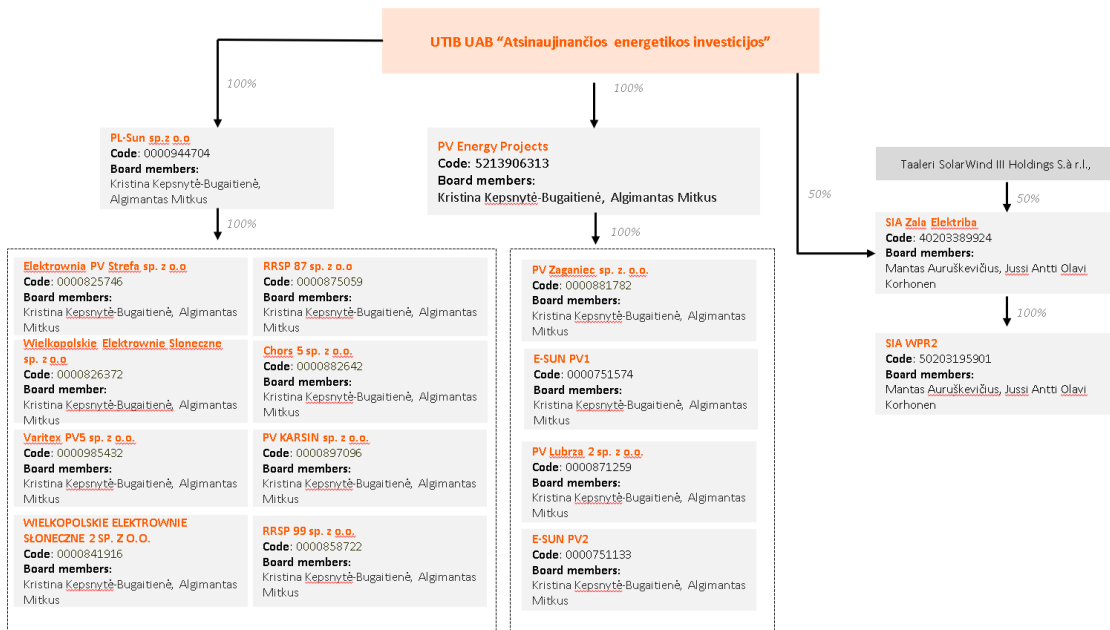 UTIB UAB “Atsinaujinančios energetikos investicijos”
100%
100%
50%
PL-Sun sp.z o.o
Code: 0000944704
Board members:
Kristina Kepsnytė-Bugaitienė,
Algimantas Mitkus
100%
PV Energy Projects
Code: 5213906313
Board members:
Kristina Kepsnytė-Bugaitienė, Algimantas Mitkus
100%
Taaleri SolarWind III Holdings S.à r.l.,
50%
SIA Zala Elektriba
Code: 40203389924
Board members:
Mantas Auruškevičius, Jussi Antti Olavi
Korhonen
100%
SIA WPR2
Code: 50203195901
Board members:
Mantas Auruškevičius, Jussi Antti Olavi
Korhonen
Elektrownia PV Strefa sp. z o.o
Code: 0000825746
Board members:
Kristina Kepsnytė-Bugaitienė, Algimantas
Mitkus
Wielkopolskie Elektrownie Sloneczne
sp. z o.o
Code: 0000826372
Board member:
Kristina Kepsnytė-Bugaitienė, Algimantas
Mitkus
Varitex PV5 sp. z o.o.
Code: 0000985432
Board members:
Kristina Kepsnytė-Bugaitienė, Algimantas
Mitkus
WIELKOPOLSKIE ELEKTROWNIE
SŁONECZNE 2 SP. Z O.O.
Code: 0000841916
Board members:
Kristina Kepsnytė-Bugaitienė, Algimantas
Mitkus
RRSP 87 sp. z o.o
Code: 0000875059
Board members:
Kristina Kepsnytė-Bugaitienė, Algimantas
Mitkus
Chors 5 sp. z o.o.
Code: 0000882642
Board members:
Kristina Kepsnytė-Bugaitienė, Algimantas
Mitkus
PV KARSIN sp. z o.o.
Code: 0000897096
Board members:
Kristina Kepsnytė-Bugaitienė, Algimantas
Mitkus
RRSP 99 sp. z o.o.
Code: 0000858722
Board members:
Kristina Kepsnytė-Bugaitienė, Algimantas
Mitkus
PV Zaganiec sp. z. o.o.
Code: 0000881782
Board members:
Kristina Kepsnytė-Bugaitienė, Algimantas
Mitkus
E-SUN PV1
Code: 0000751574
Board members:
Kristina Kepsnytė-Bugaitienė, Algimantas
Mitkus
PV Lubrza 2 sp. z o.o.
Code: 0000871259
Board members:
Kristina Kepsnytė-Bugaitienė, Algimantas
Mitkus
E-SUN PV2
Code: 0000751133
Board members:
Kristina Kepsnytė-Bugaitienė, Algimantas
Mitkus